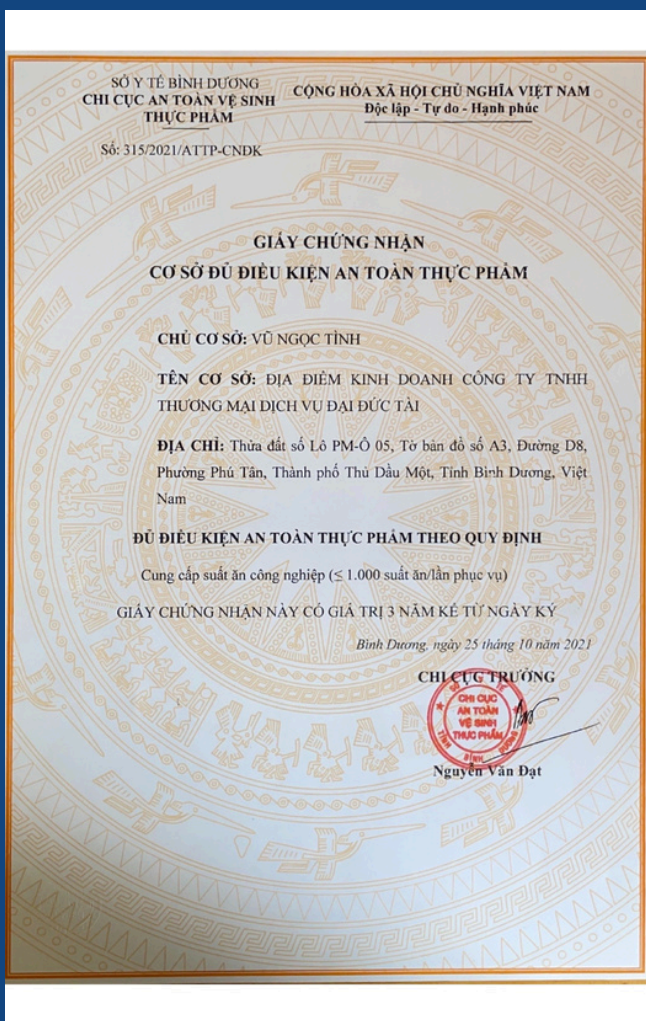 SỞ Y TẾ BÌNH DƯƠNG
CHI CỤC AN TOÀN VỆ SINH
THỰC PHẨM
CỘNG HÒA XÃ HỘI CHỦ NGHĨA VIỆT NAM
Độc lập - Tự do - Hạnh phúc
Số: 315/2021/ATTP-CNĐK
GIẤY CHỨNG NHẬN
CƠ SỞ ĐỦ ĐIỀU KIỆN AN TOÀN THỰC PHẨM
CHỦ CƠ SỞ: VŨ NGỌC TÌNH
TÊN CƠ SỞ: ĐỊA ĐIỂM KINH DOANH CÔNG TY TNHH
THƯƠNG MẠI DỊCH VỤ ĐẠI ĐỨC TÀI
ĐỊA CHỈ: Thửa đất số Lô PM-Ô 05, Tờ bản đồ số A3, Đường D8,
Phường Phú Tân, Thành phố Thủ Dầu Một, Tỉnh Bình Dương, Việt
Nam
ĐỦ ĐIỀU KIỆN AN TOÀN THỰC PHẨM THEO QUY ĐỊNH
Cung cấp suất ăn công nghiệp (≤ 1.000 suất ăn/lần phục vụ)
GIẤY CHỨNG NHẬN NÀY CÓ GIÁ TRỊ 3 NĂM KỂ TỪ NGÀY KÝ
Bình Dương, ngày 25 tháng 10 năm 2021
CHI CỤC TRƯỞNG
CHI CỤC
AN TOÀN
VỆ SINH
THỰC PHẨM
Nguyễn Văn Đạt